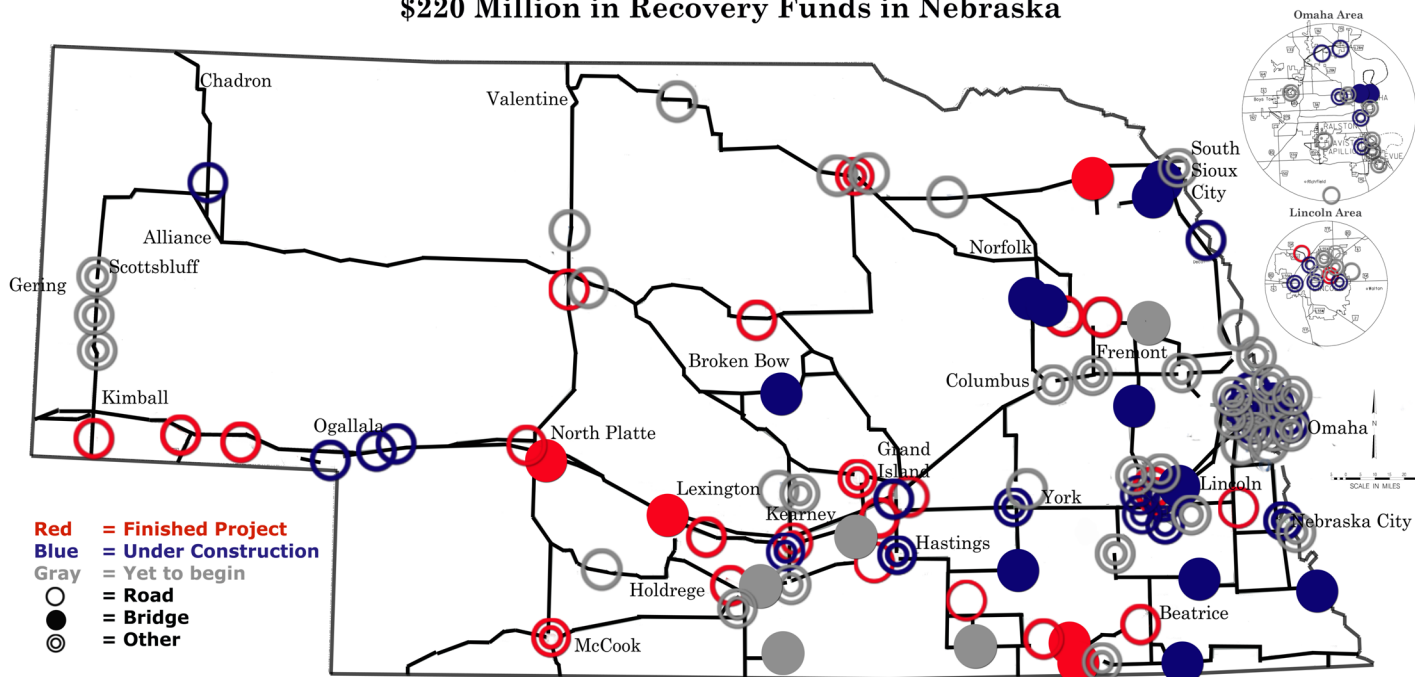 $220 Million in Recovery Funds in Nebraska
Omaha Area
Chadron
Valentine
South
Sioux
City
Lincoln Area
Alliance
Norfolk
Scottsbluff
Gering
Broken Bow
Fremont
Columbus
Kimball
Ogallala
North Platte
Omaha
Grand
Island
Lexington
Lincoln
SCALE IN MILES
York
Kearney
Nebraska City
Hastings
Red = Finished Project
Blue = Under Construction
Gray = Yet to begin
= Road
= Bridge
= Other
Holdrege
Beatrice
McCook
N
RALSTON